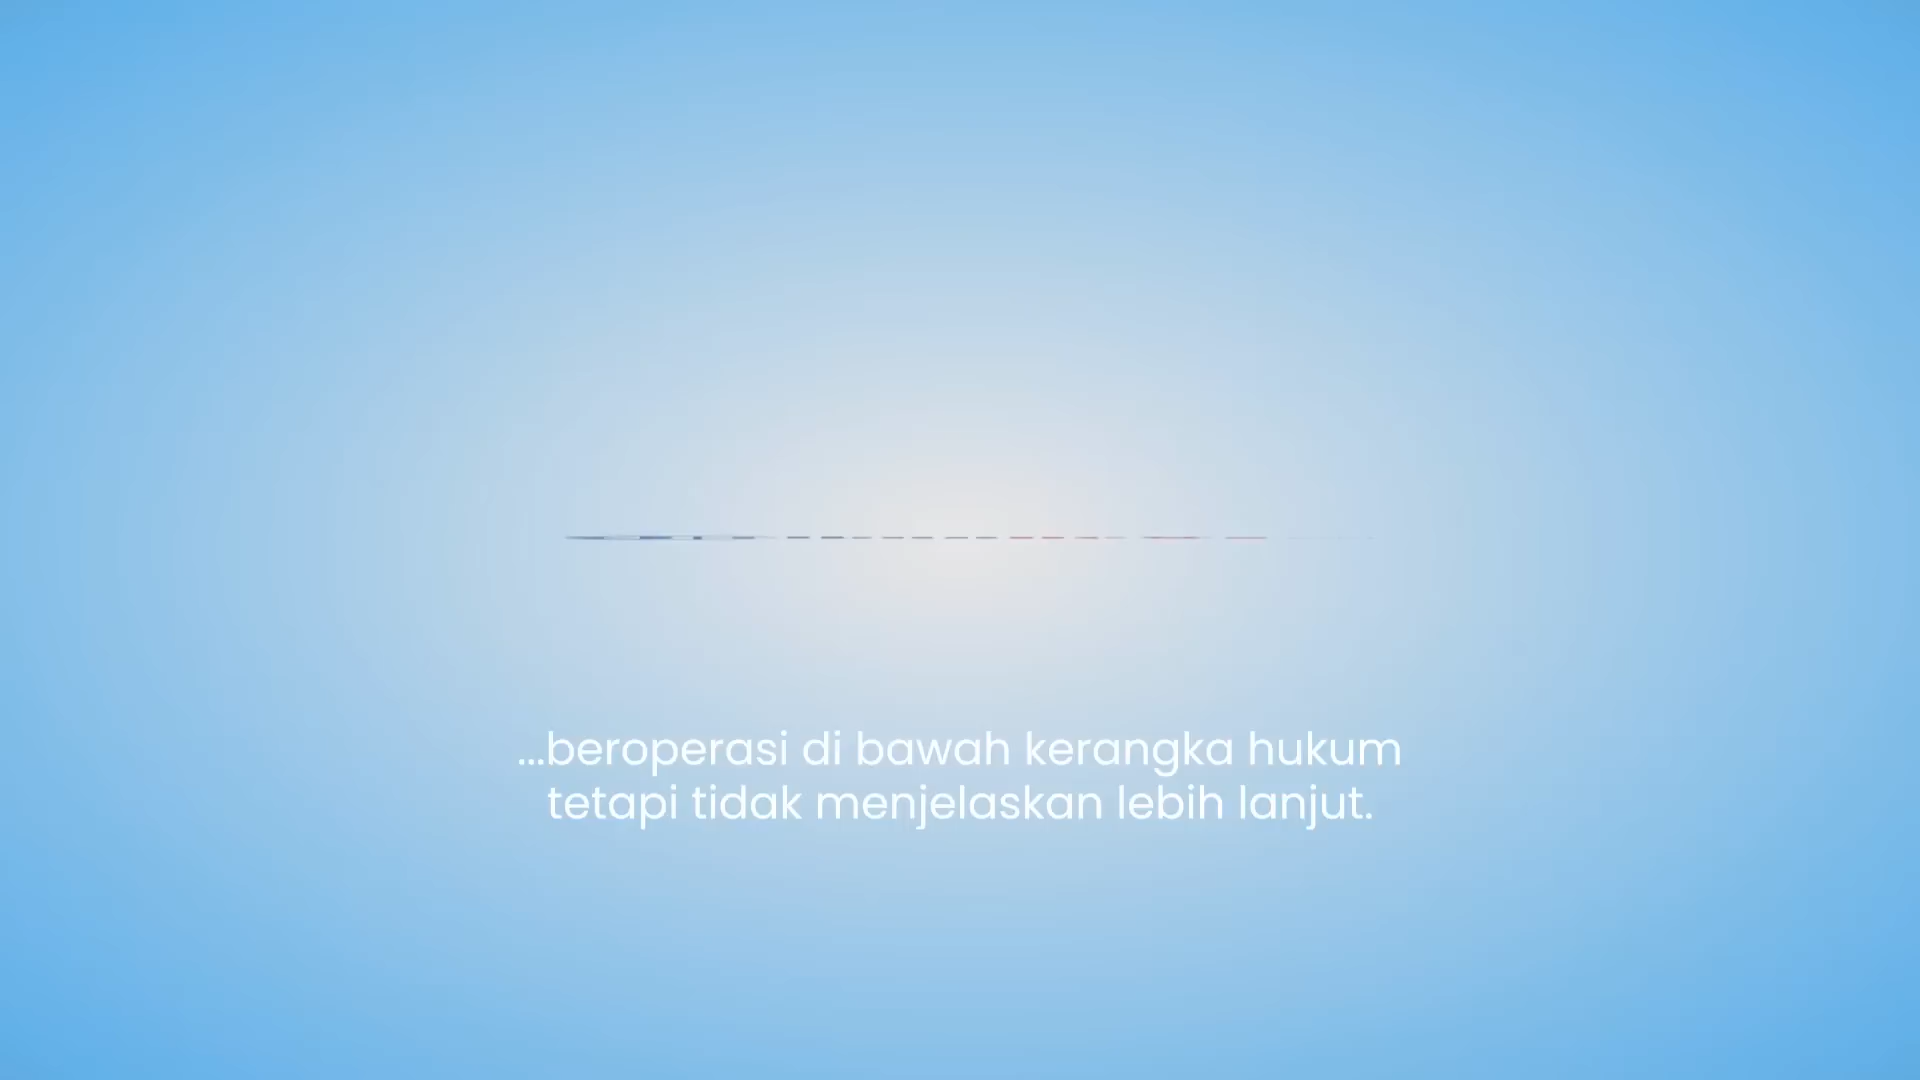 ...beroperasi di bawah kerangka hukum
tetapi tidak menjelaskan lebih lanjut.